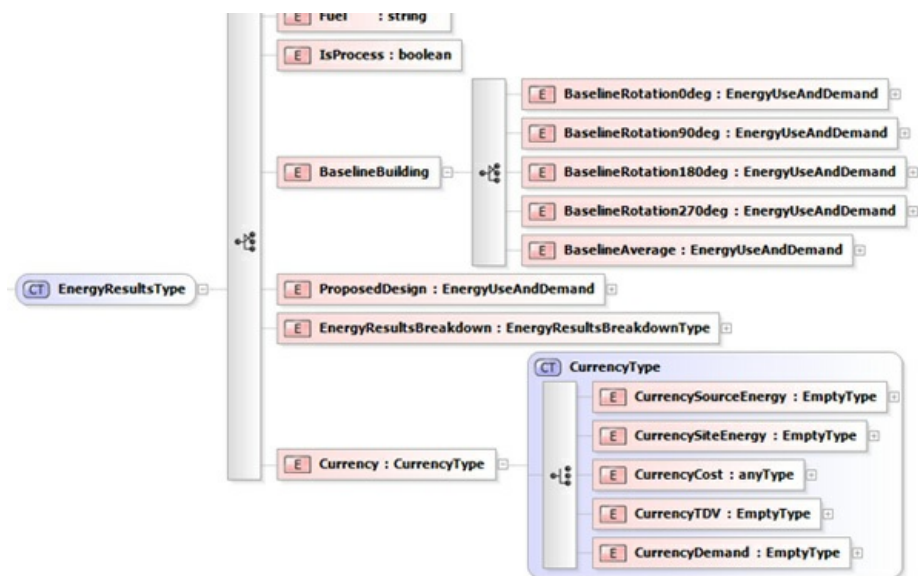 E Fuel : string
E IsProcess : boolean
E BaselineRotation0deg : EnergyUseAndDemand
E BaselineRotation90deg : EnergyUseAndDemand
E BaselineBuilding
E BaselineRotation180deg : EnergyUseAndDemand
E BaselineRotation270deg : EnergyUseAndDemand
E BaselineAverage : EnergyUseAndDemand
CT EnergyResultsType
E ProposedDesign : EnergyUseAndDemand
E EnergyResultsBreakdown : EnergyResultsBreakdownType
CT CurrencyType
E CurrencySourceEnergy : EmptyType
E CurrencySiteEnergy : EmptyType
E Currency : CurrencyType
E CurrencyCost : anyType
E CurrencyTDV : EmptyType
E CurrencyDemand : EmptyType